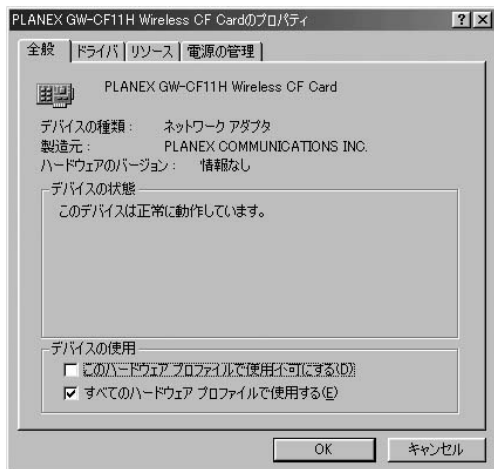 PLANEX GW-CF11H Wireless CF Cardのプロパティ
全般 ドライバ リソース 電源の管理
PLANEX GW-CF11H Wireless CF Card
デバイスの種類： ネットワーク アダプタ
製造元： PLANEX COMMUNICATIONS INC.
ハードウェアのバージョン： 情報なし
デバイスの状態
このデバイスは正常に動作しています。
デバイスの使用
このハードウェア プロファイルで使用不可にする(D)
すべてのハードウェア プロファイルで使用する(E)
OK キャンセル